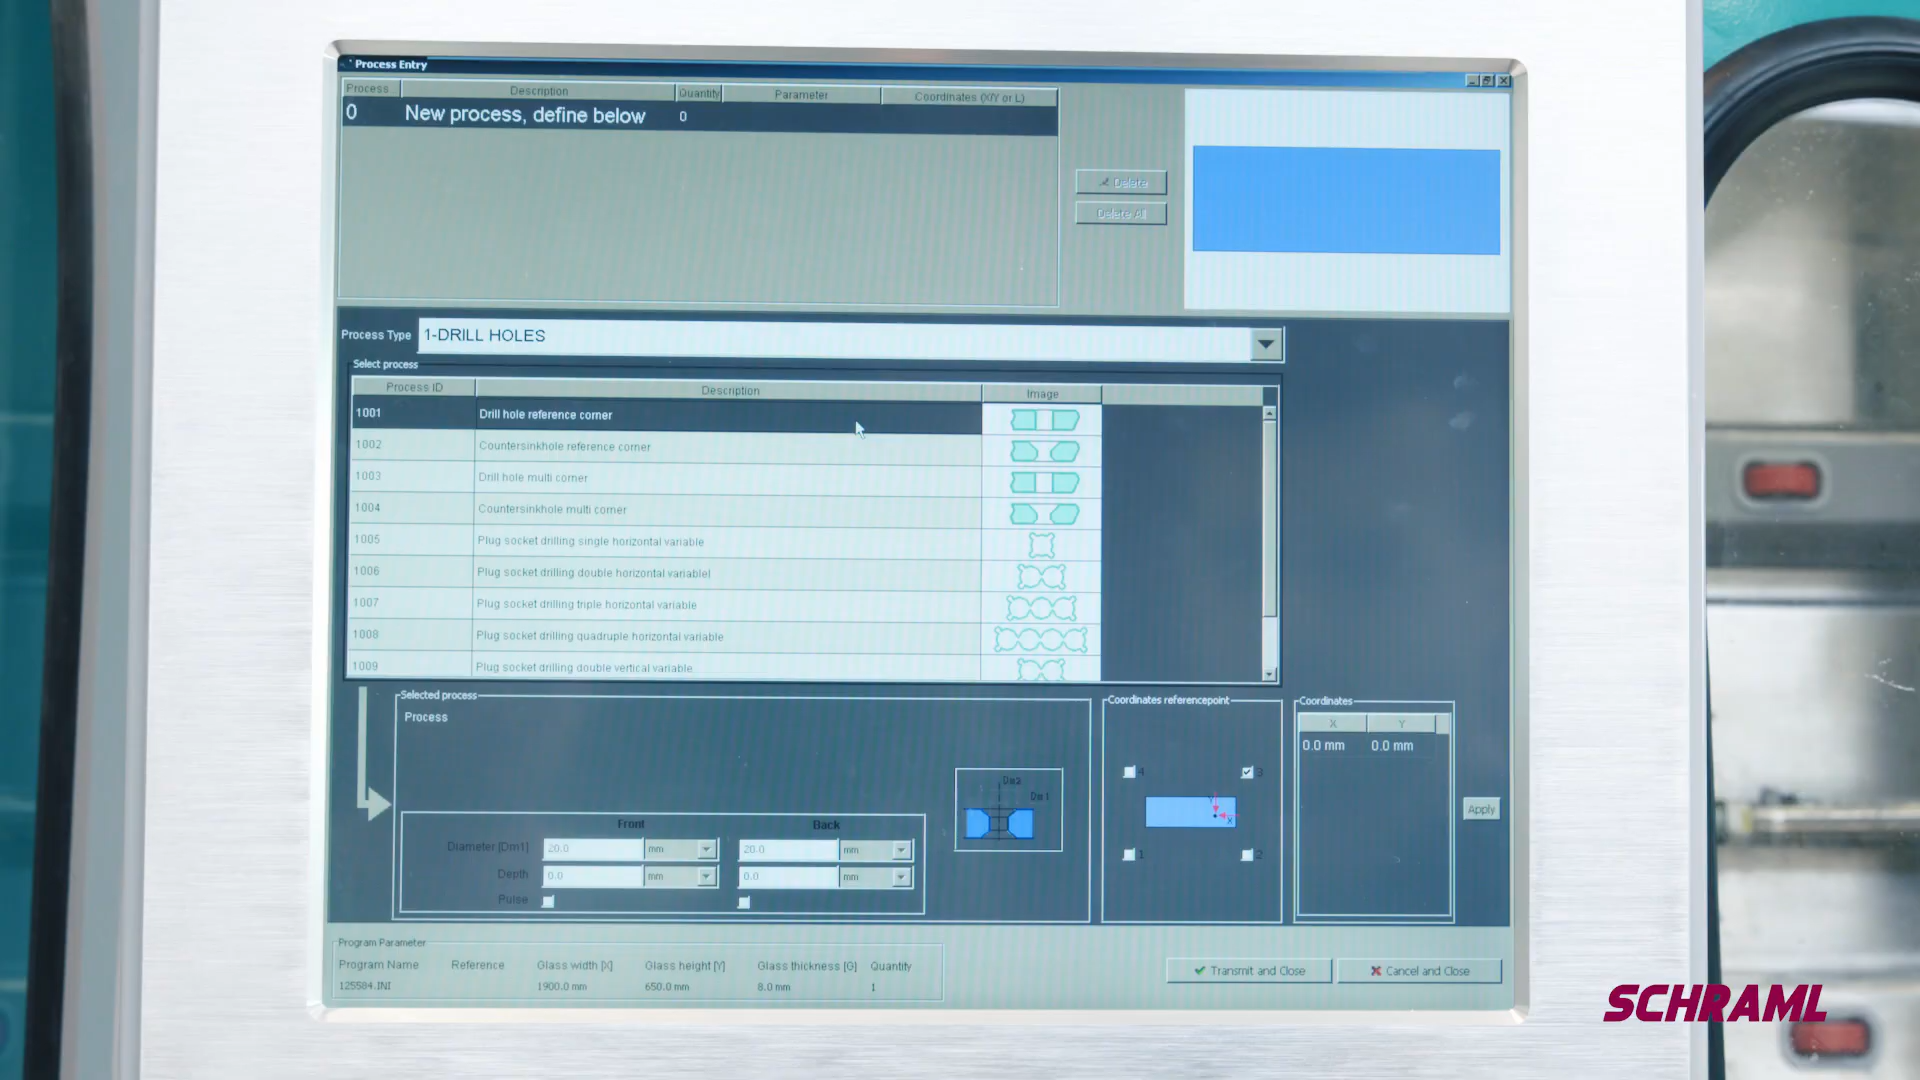 Process Entry
Process Description Quantity Parameter Coordinates (X/Y or L)
0 New process, define below 0
Delete
Delete All
Process Type 1-DRILL HOLES
Select process
Process ID Description Image
1001 Drill hole reference corner
1002 Countersinkhole reference corner
1003 Drill hole multi corner
1004 Countersinkhole multi corner
1005 Plug socket drilling single horizontal variable
1006 Plug socket drilling double horizontal variablel
1007 Plug socket drilling triple horizontal variable
1008 Plug socket drilling quadruple horizontal variable
1009 Plug socket drilling double vertical variable
Selected process
Process
Dm2
Dm1
Front Back
Diameter [Dm1] 20.0 mm 20.0 mm
Depth 0.0 mm 0.0 mm
Pulse
Coordinates referencepoint
4 3
Y
X
1 2
Coordinates
X Y
0.0 mm 0.0 mm
Apply
Program Parameter
Program Name Reference Glass width [X] Glass height [Y] Glass thickness [G] Quantity
125584.INI 1900.0 mm 650.0 mm 8.0 mm 1
Transmit and Close
Cancel and Close
SCHRAML